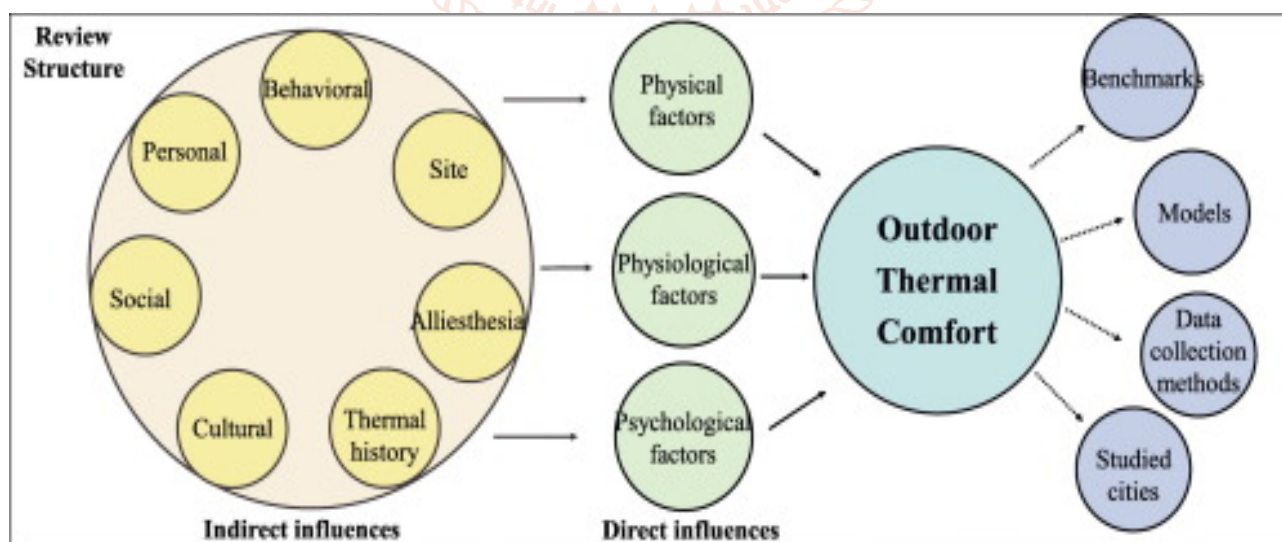 Review
Structure
Behavioral
Personal
Site
Social
Alliesthesia
Cultural
Thermal
history
Indirect influences
Physical
factors
Physiological
factors
Psychological
factors
Direct influences
Outdoor
Thermal
Comfort
Benchmarks
Models
Data
collection
methods
Studied
cities